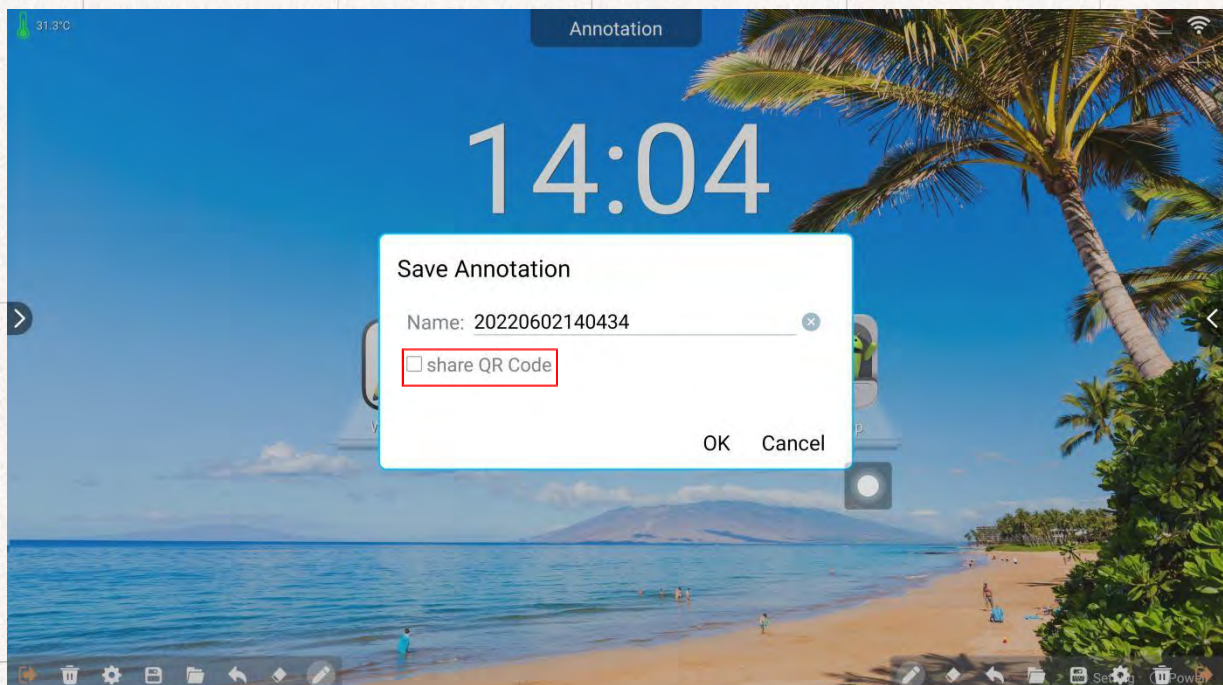 31.3°C
Annotation
14:04
Save Annotation
Name: 20220602140434
share QR Code
OK Cancel